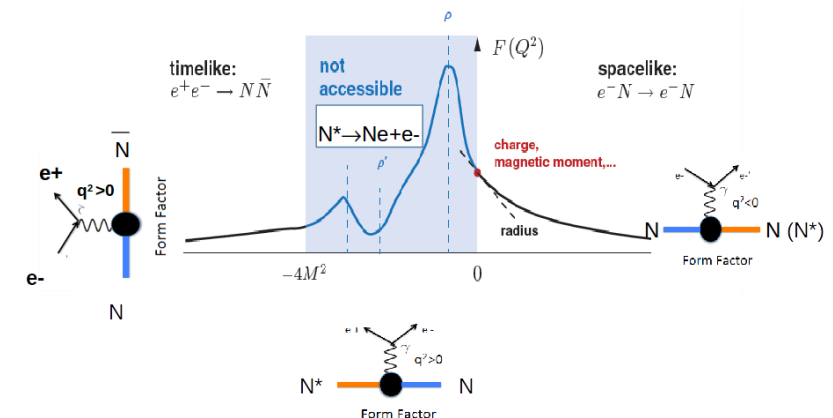 ρ
F(Q²)
timelike:
e⁺e⁻ → NN̄
not
accessible
spacelike:
e⁻N → e⁻N
N*→Ne+e-
ρ'
charge,
magnetic moment,...
radius
N̄
e+
q²>0
γ
Form Factor
e-
N
−4M²
0
e-
e-'
γ
q²<0
N
N (N*)
Form Factor
e+
e-
γ
q²>0
N*
N
Form Factor